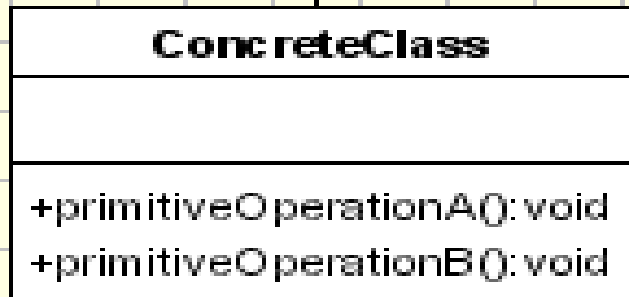 ConcreteClass
+primitiveOperationA():void
+primitiveOperationB():void